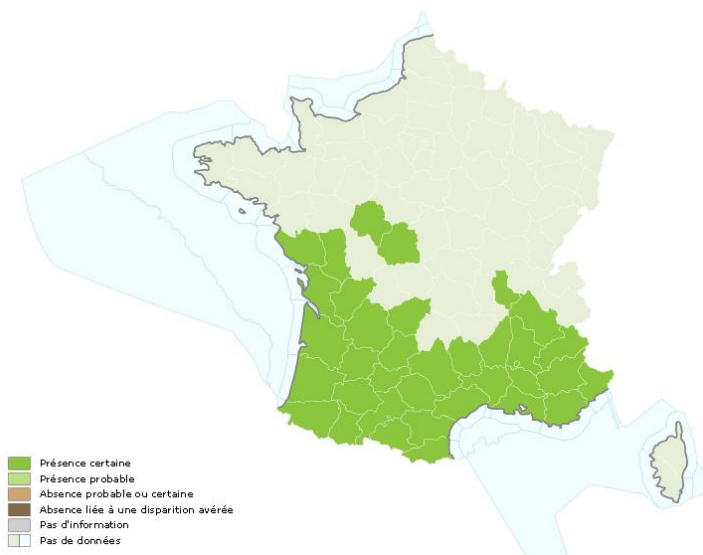 Présence certaine
Présence probable
Absence probable ou certaine
Absence liée à une disparition avérée
Pas d'information
Pas de données